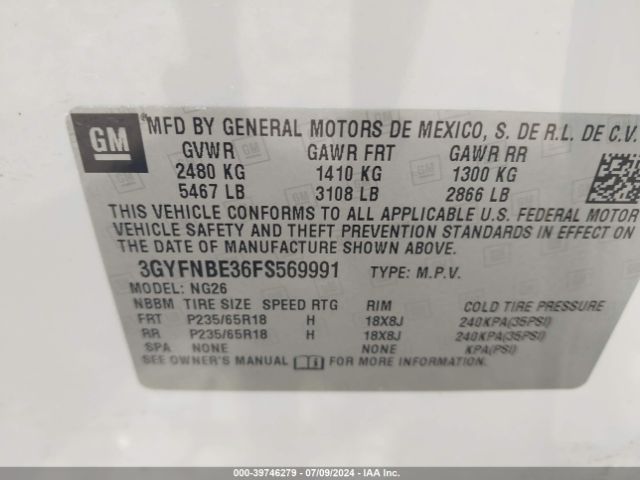 GM ® MFD BY GENERAL MOTORS DE MEXICO, S. DE R.L. DE C.V.
GVWR GAWR FRT GAWR RR
2480 KG 1410 KG 1300 KG
5467 LB 3108 LB 2866 LB
THIS VEHICLE CONFORMS TO ALL APPLICABLE U.S. FEDERAL MOTOR
VEHICLE SAFETY AND THEFT PREVENTION STANDARDS IN EFFECT ON
THE DATE OF MANUFACTURE SHOWN ABOVE.
3GYFNBE36FS569991 TYPE: M.P.V.
MODEL: NG26
NBBM TIRE SIZE SPEED RTG RIM COLD TIRE PRESSURE
FRT P235/65R18 H 18X8J 240KPA(35PSI)
RR P235/65R18 H 18X8J 240KPA(35PSI)
SPA NONE NONE KPA(PSI)
SEE OWNER'S MANUAL FOR MORE INFORMATION.
© COPYRIGHT - 39746279 - 07/09/2024 - IAA Inc.